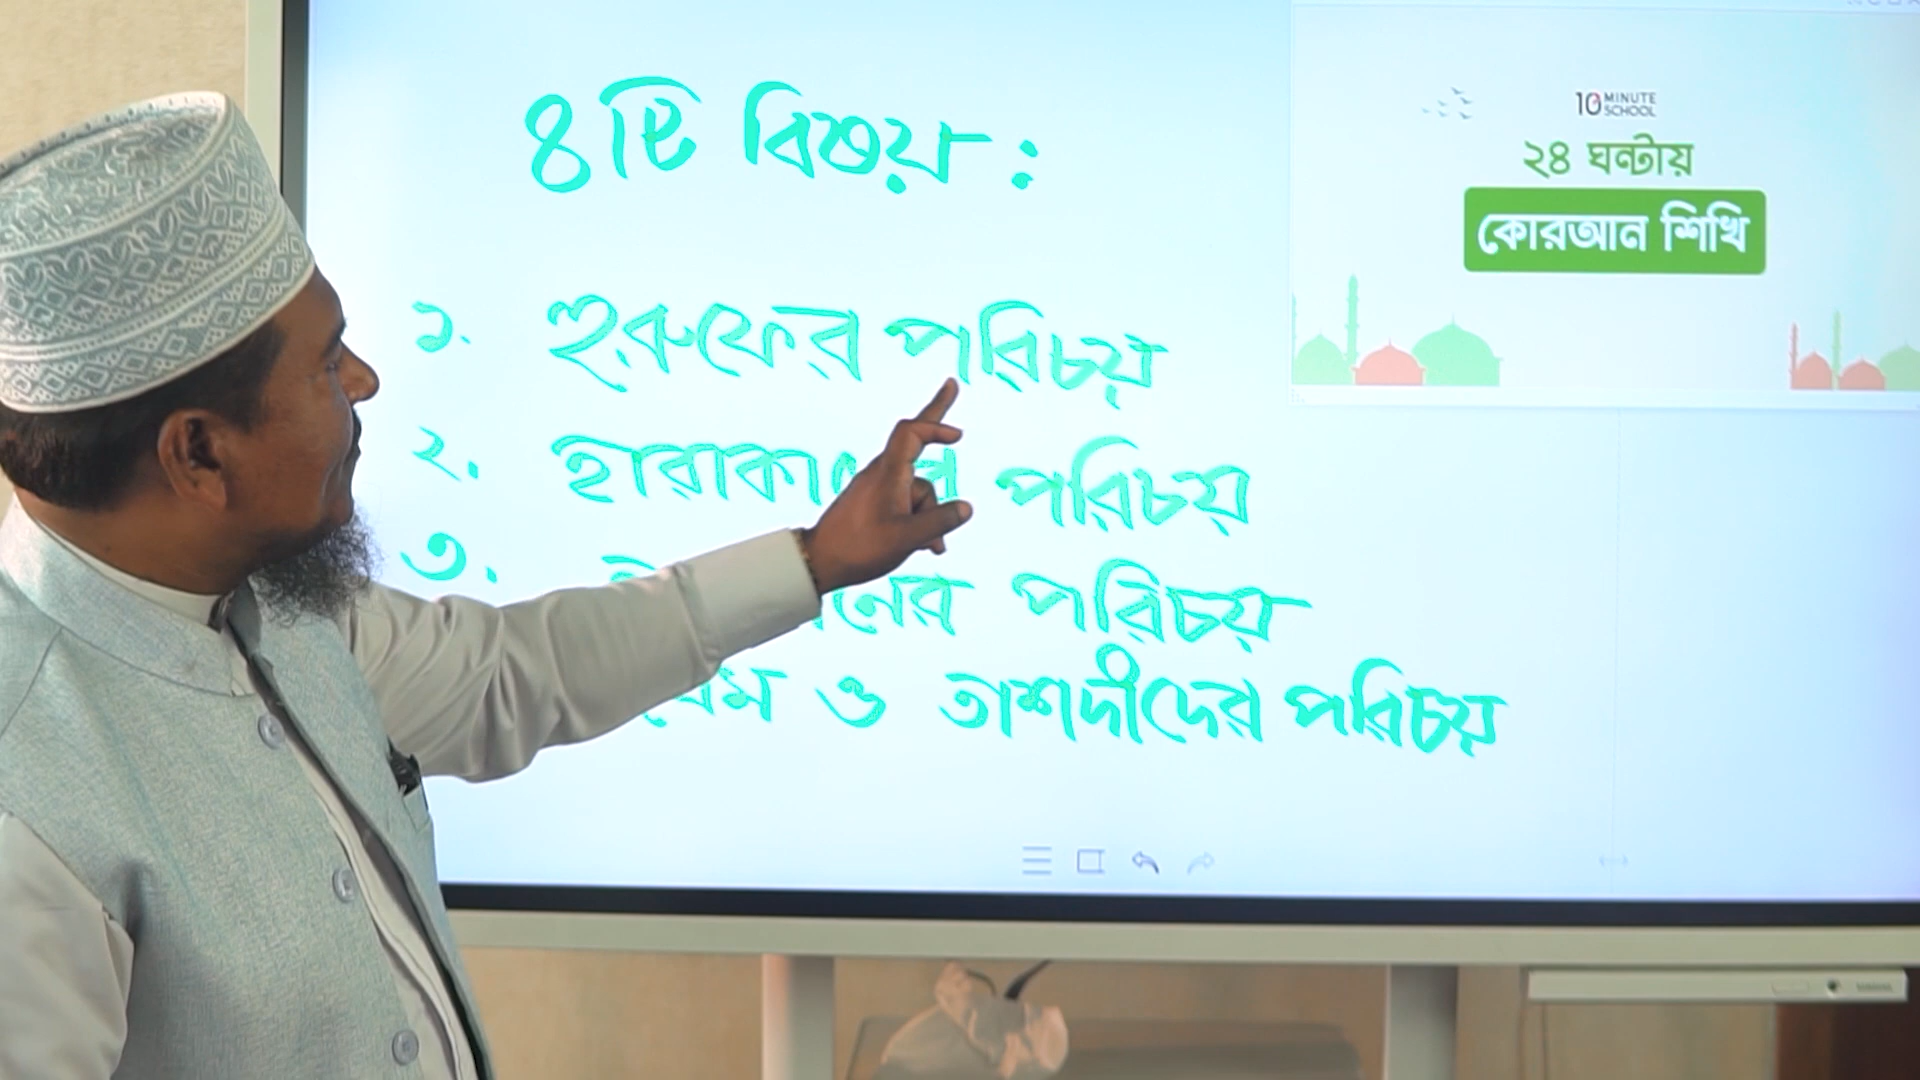 ৪টি বিষয় :
১. হুরুফের পরিচয়
২. পরিচয়
৩. পরিচয়
ও তাশদীদের পরিচয়
10 MINUTE SCHOOL
২৪ ঘন্টায়
কোরআন শিখি